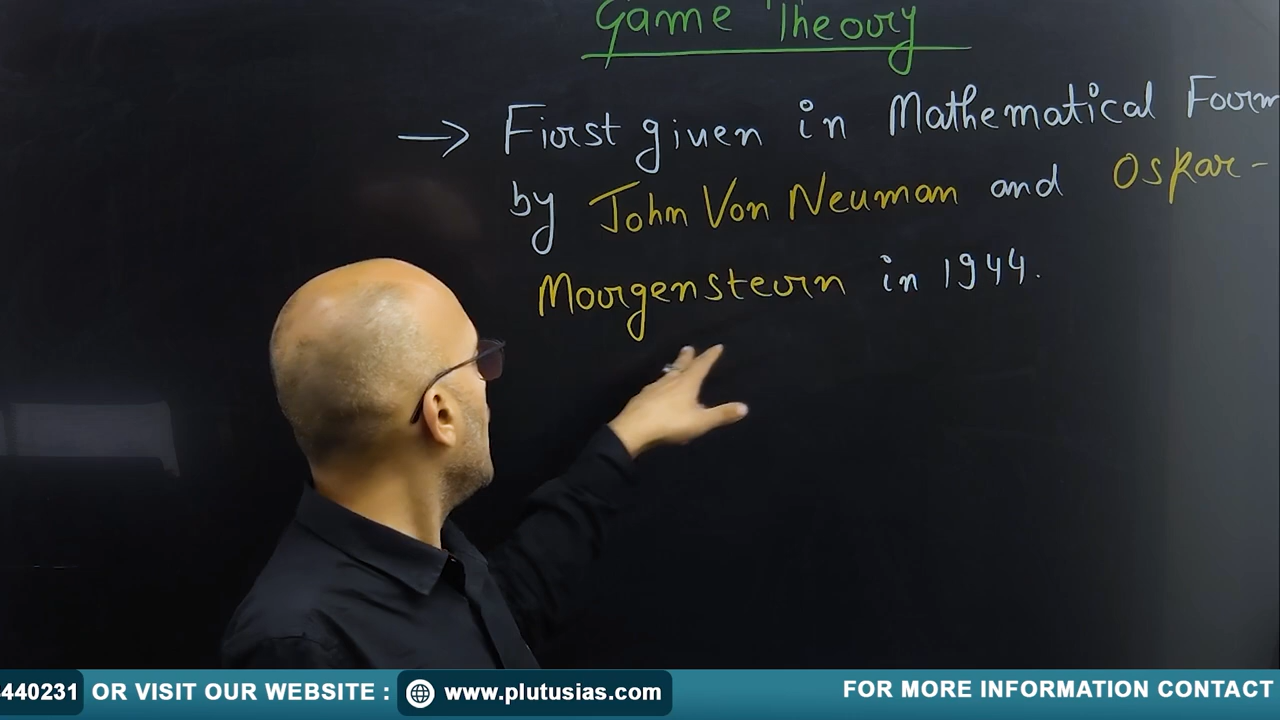 Game Theory
→ First given in Mathematical Form
by John Von Neuman and Oskar-
Morgenstern in 1944.
440231 OR VISIT OUR WEBSITE : www.plutusias.com FOR MORE INFORMATION CONTACT